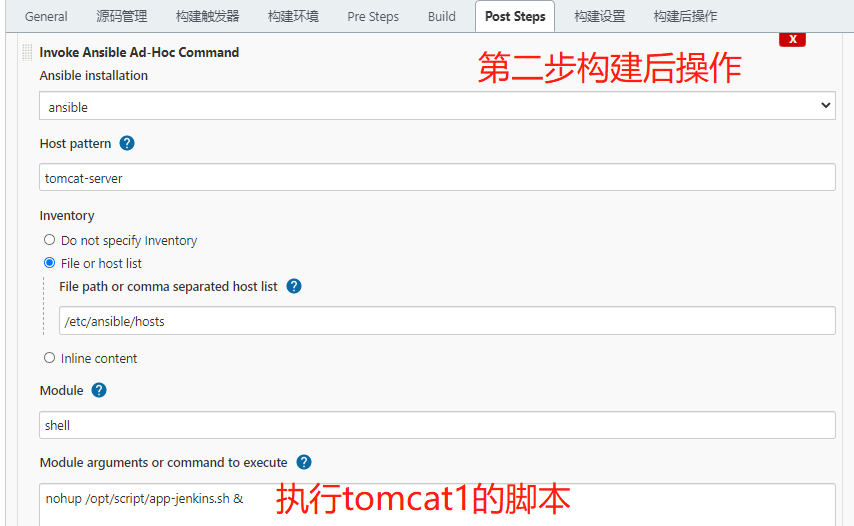 General 源码管理 构建触发器 构建环境 Pre Steps Build Post Steps 构建设置 构建后操作
X
Invoke Ansible Ad-Hoc Command
第二步构建后操作
Ansible installation
ansible
Host pattern ?
tomcat-server
Inventory
Do not specify Inventory
File or host list
File path or comma separated host list ?
/etc/ansible/hosts
Inline content
Module ?
shell
Module arguments or command to execute ?
nohup /opt/script/app-jenkins.sh &
执行tomcat1的脚本